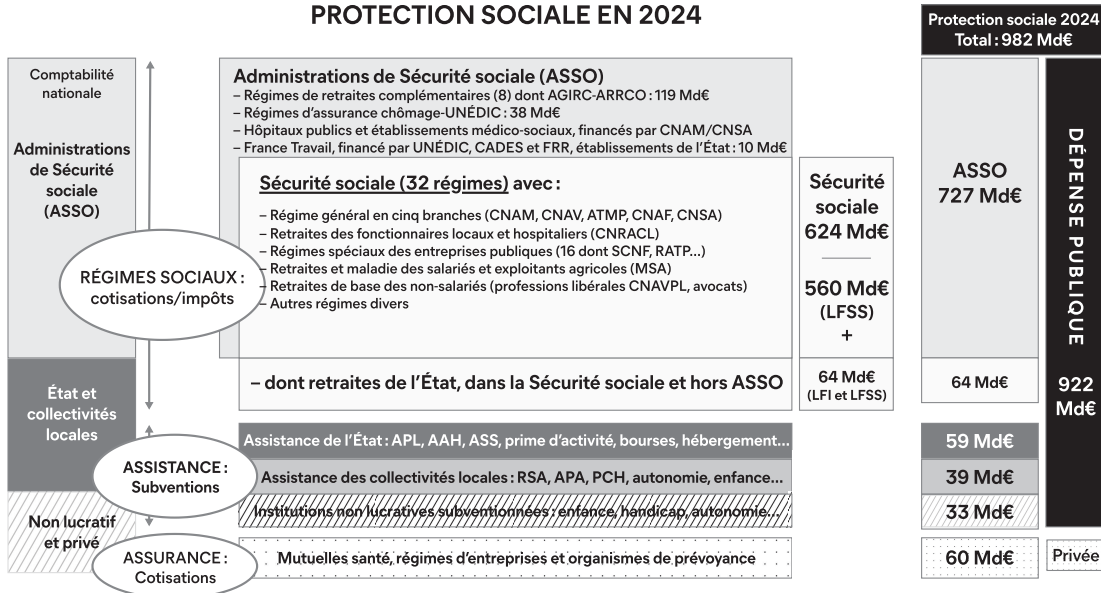 PROTECTION SOCIALE EN 2024
Protection sociale 2024
Total : 982 Md€
Comptabilité
nationale
Administrations
de Sécurité
sociale
(ASSO)
Administrations de Sécurité sociale (ASSO)
– Régimes de retraites complémentaires (8) dont AGIRC-ARRCO : 119 Md€
– Régimes d'assurance chômage-UNÉDIC : 38 Md€
– Hôpitaux publics et établissements médico-sociaux, financés par CNAM/CNSA
– France Travail, financé par UNÉDIC, CADES et FRR, établissements de l'État : 10 Md€
Sécurité sociale (32 régimes) avec :
– Régime général en cinq branches (CNAM, CNAV, ATMP, CNAF, CNSA)
– Retraites des fonctionnaires locaux et hospitaliers (CNRACL)
– Régimes spéciaux des entreprises publiques (16 dont SCNF, RATP...)
– Retraites et maladie des salariés et exploitants agricoles (MSA)
– Retraites de base des non-salariés (professions libérales CNAVPL, avocats)
– Autres régimes divers
Sécurité
sociale
624 Md€
560 Md€
(LFSS)
+
ASSO
727 Md€
DÉPENSE PUBLIQUE
922
Md€
RÉGIMES SOCIAUX :
cotisations/impôts
État et
collectivités
locales
– dont retraites de l'État, dans la Sécurité sociale et hors ASSO
64 Md€
(LFI et LFSS)
64 Md€
ASSISTANCE :
Subventions
Assistance de l'État : APL, AAH, ASS, prime d'activité, bourses, hébergement...
59 Md€
Assistance des collectivités locales : RSA, APA, PCH, autonomie, enfance...
39 Md€
Non lucratif
et privé
Institutions non lucratives subventionnées : enfance, handicap, autonomie...
33 Md€
ASSURANCE :
Cotisations
Mutuelles santé, régimes d'entreprises et organismes de prévoyance
60 Md€
Privée